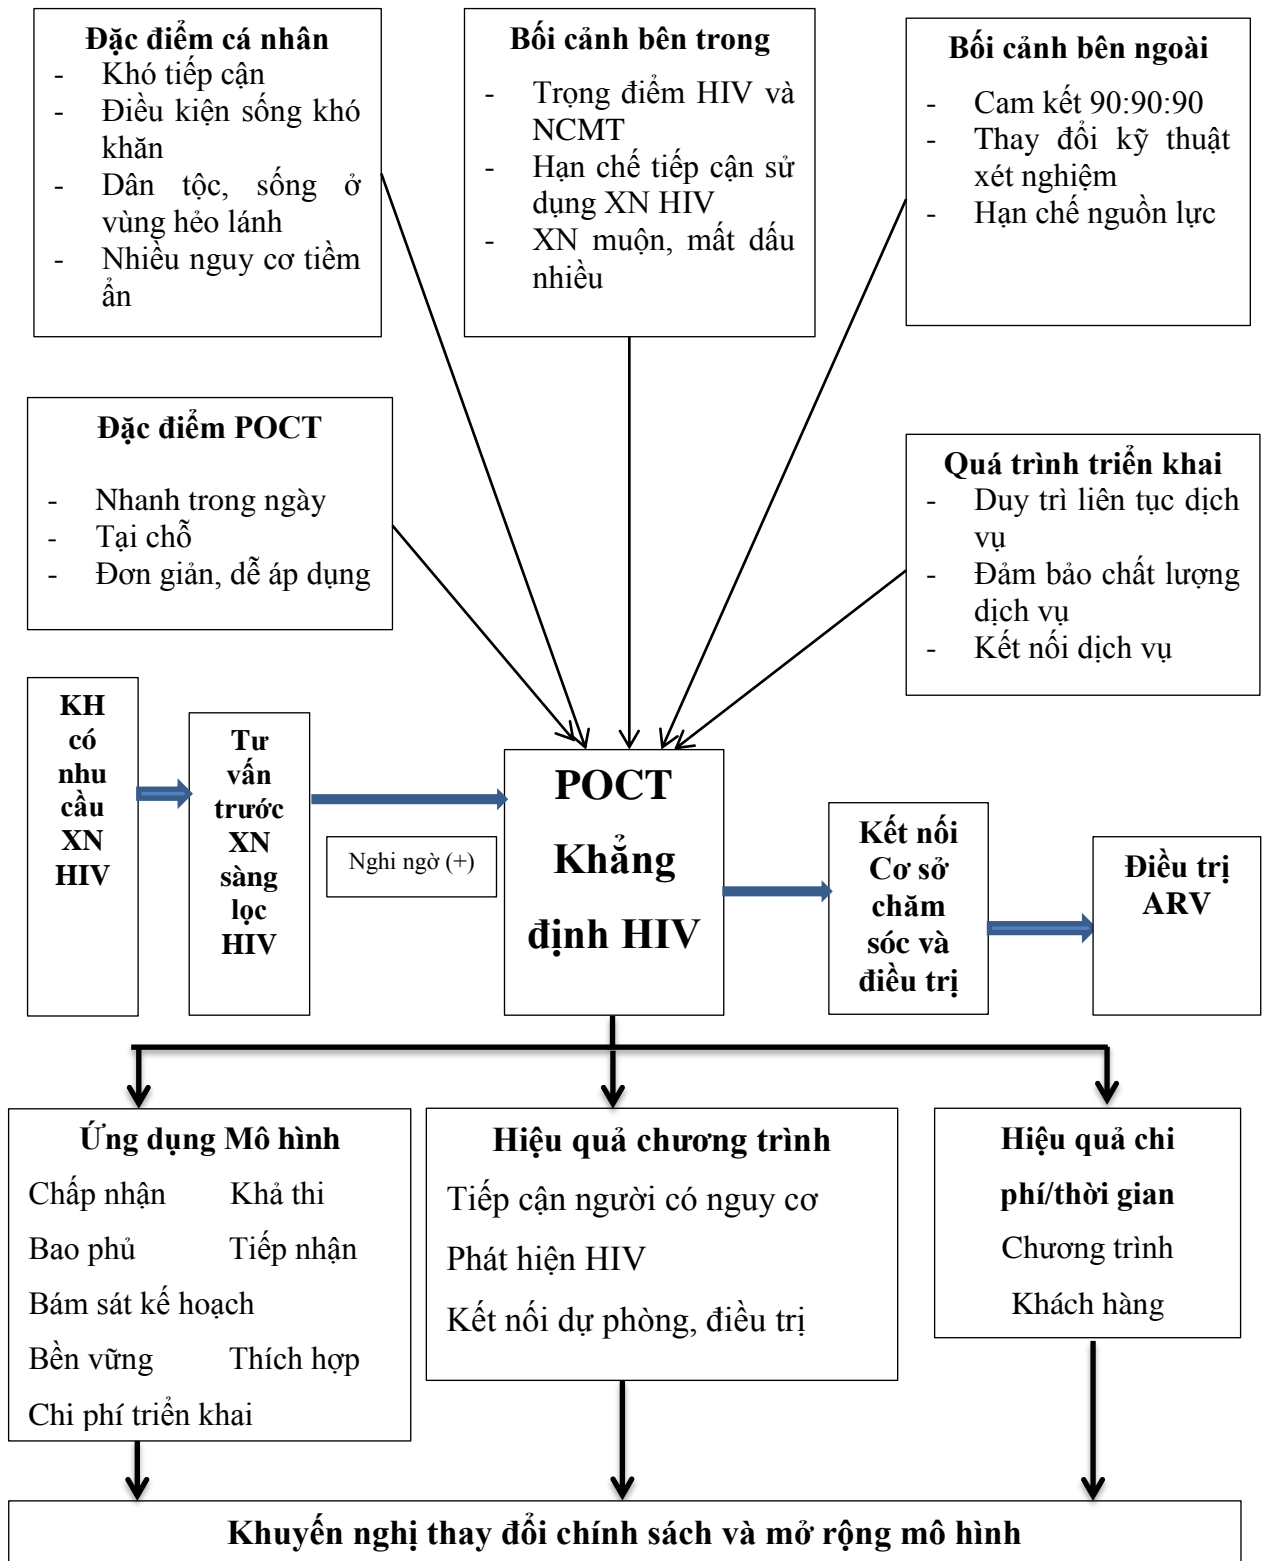 Đặc điểm cá nhân
- Khó tiếp cận
- Điều kiện sống khó
khăn
- Dân tộc, sống ở
vùng hẻo lánh
- Nhiều nguy cơ tiềm
ẩn
Bối cảnh bên trong
- Trọng điểm HIV và
NCMT
- Hạn chế tiếp cận sử
dụng XN HIV
- XN muộn, mất dấu
nhiều
Bối cảnh bên ngoài
- Cam kết 90:90:90
- Thay đổi kỹ thuật
xét nghiệm
- Hạn chế nguồn lực
Đặc điểm POCT
- Nhanh trong ngày
- Tại chỗ
- Đơn giản, dễ áp dụng
Quá trình triển khai
- Duy trì liên tục dịch
vụ
- Đảm bảo chất lượng
dịch vụ
- Kết nối dịch vụ
KH
có
nhu
cầu
XN
HIV
Tư
vấn
trước
XN
sàng
lọc
HIV
Nghi ngờ (+)
POCT
Khẳng
định HIV
Kết nối
Cơ sở
chăm
sóc và
điều trị
Điều trị
ARV
Ứng dụng Mô hình
Chấp nhận Khả thi
Bao phủ Tiếp nhận
Bám sát kế hoạch
Bền vững Thích hợp
Chi phí triển khai
Hiệu quả chương trình
Tiếp cận người có nguy cơ
Phát hiện HIV
Kết nối dự phòng, điều trị
Hiệu quả chi
phí/thời gian
Chương trình
Khách hàng
Khuyến nghị thay đổi chính sách và mở rộng mô hình